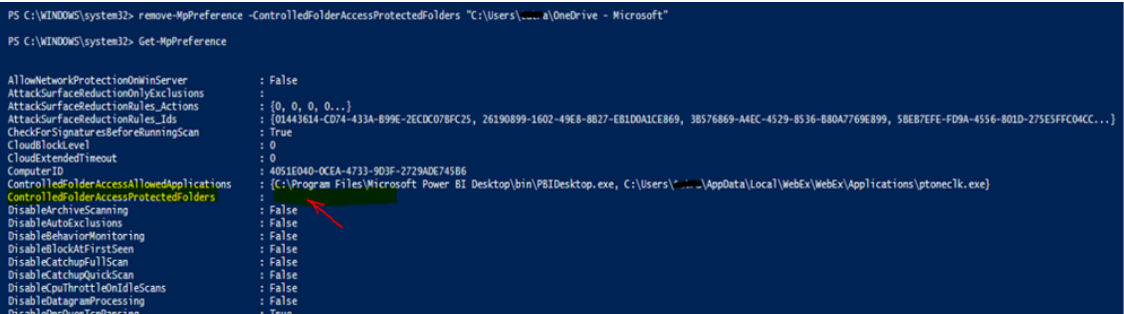 PS C:\WINDOWS\system32> remove-MpPreference -ControlledFolderAccessProtectedFolders "C:\Users\ a\OneDrive - Microsoft"
PS C:\WINDOWS\system32> Get-MpPreference
AllowNetworkProtectionOnWinServer : False
AttackSurfaceReductionOnlyExclusions :
AttackSurfaceReductionRules_Actions : {0, 0, 0, 0...}
AttackSurfaceReductionRules_Ids : {01443614-CD74-433A-B99E-2ECDC07BFC25, 26190899-1602-49E8-8B27-EB1D0A1CE869, 3B576869-A4EC-4529-8536-B80A7769E899, 5BEB7EFE-FD9A-4556-801D-275E5FFC04CC...}
CheckForSignaturesBeforeRunningScan : True
CloudBlockLevel : 0
CloudExtendedTimeout : 0
ComputerID : 4051E040-0CEA-4733-9D3F-2729ADE745B6
ControlledFolderAccessAllowedApplications : {C:\Program Files\Microsoft Power BI Desktop\bin\PBIDesktop.exe, C:\Users\ \AppData\Local\WebEx\WebEx\Applications\ptoneclk.exe}
ControlledFolderAccessProtectedFolders :
DisableArchiveScanning : False
DisableAutoExclusions : False
DisableBehaviorMonitoring : False
DisableBlockAtFirstSeen : False
DisableCatchupFullScan : False
DisableCatchupQuickScan : False
DisableCpuThrottleOnIdleScans : False
DisableDatagramProcessing : False
DisableDnsOverTcpParsing : True